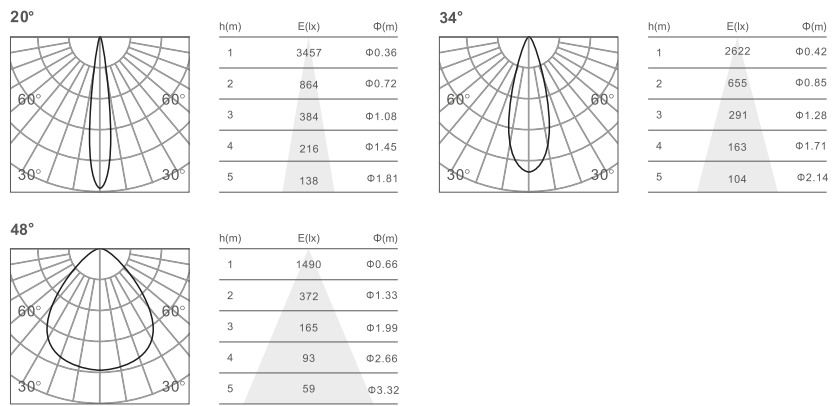 20°
h(m) E(lx) Φ(m)
1 3457 Φ0.36
2 864 Φ0.72
3 384 Φ1.08
4 216 Φ1.45
5 138 Φ1.81
60° 60°
30° 30°
34°
h(m) E(lx) Φ(m)
1 2622 Φ0.42
2 655 Φ0.85
3 291 Φ1.28
4 163 Φ1.71
5 104 Φ2.14
60° 60°
30° 30°
48°
h(m) E(lx) Φ(m)
1 1490 Φ0.66
2 372 Φ1.33
3 165 Φ1.99
4 93 Φ2.66
5 59 Φ3.32
60° 60°
30° 30°